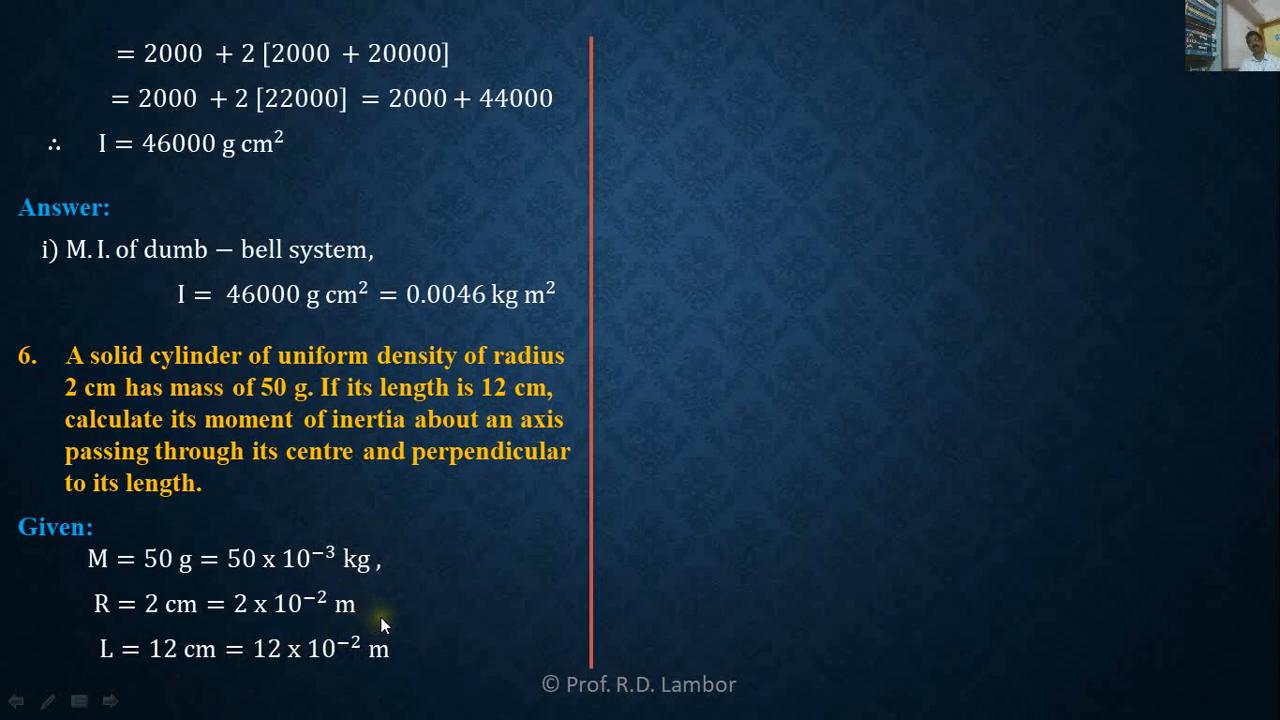 = 2000 + 2 [2000 + 20000]
= 2000 + 2 [22000] = 2000 + 44000
∴ I = 46000 g cm²
Answer:
i) M. I. of dumb − bell system,
I = 46000 g cm² = 0.0046 kg m²
6. A solid cylinder of uniform density of radius
2 cm has mass of 50 g. If its length is 12 cm,
calculate its moment of inertia about an axis
passing through its centre and perpendicular
to its length.
Given:
M = 50 g = 50 x 10⁻³ kg ,
R = 2 cm = 2 x 10⁻² m
L = 12 cm = 12 x 10⁻² m
© Prof. R.D. Lambor